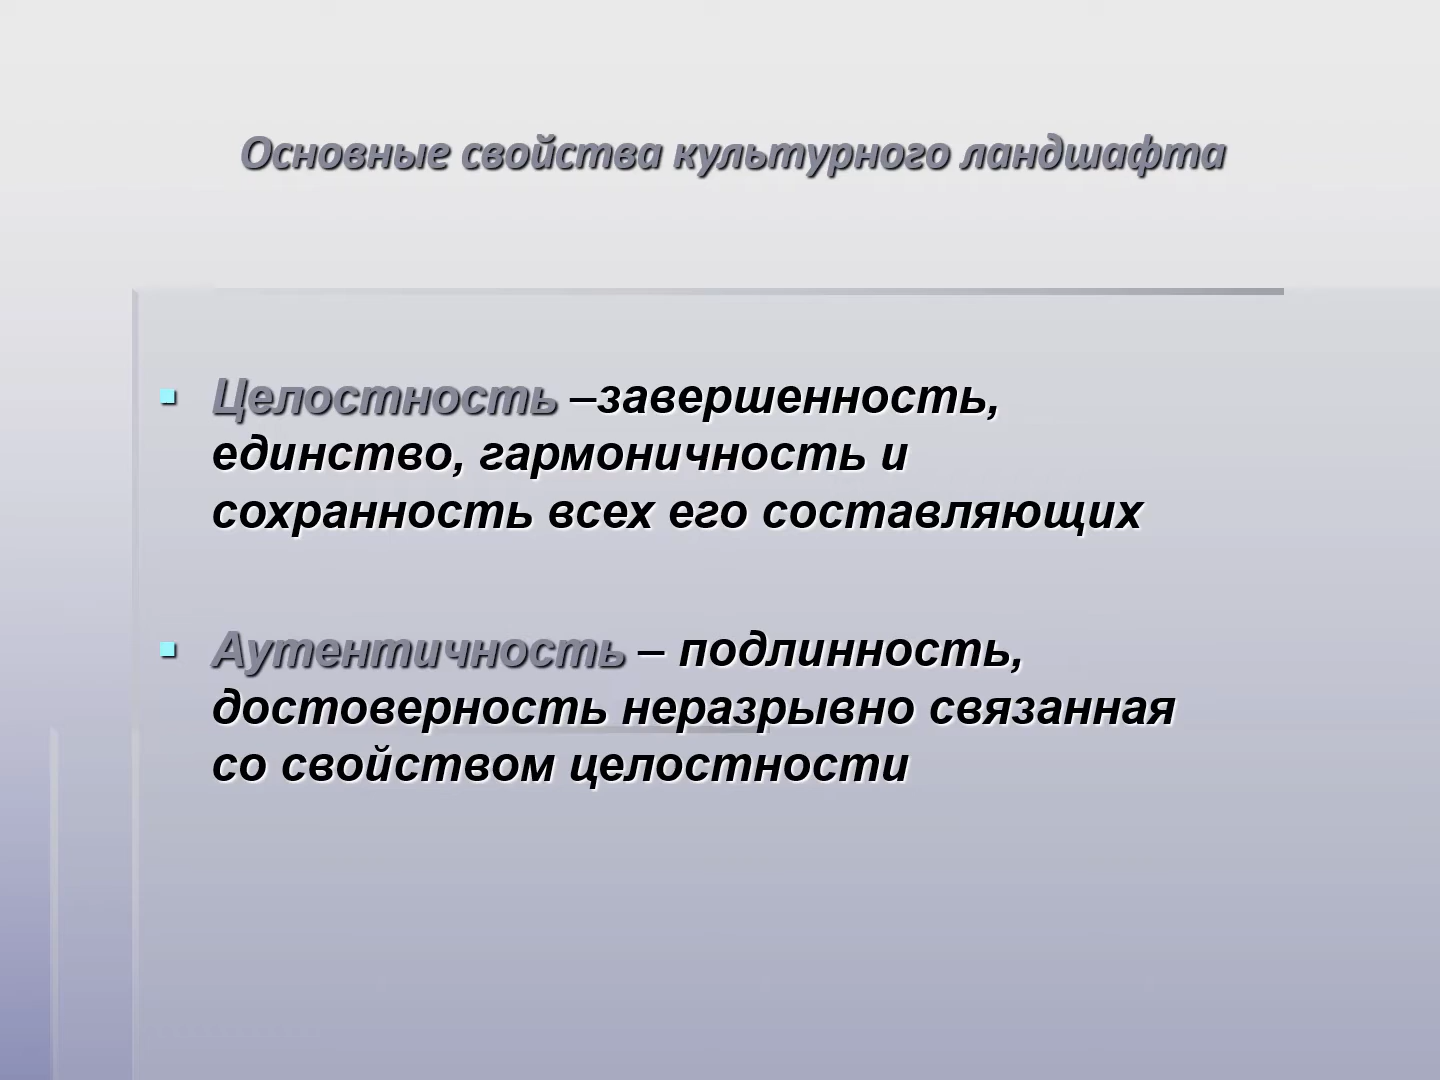 Основные свойства культурного ландшафта
Целостность –завершенность,
единство, гармоничность и
сохранность всех его составляющих
Аутентичность – подлинность,
достоверность неразрывно связанная
со свойством целостности